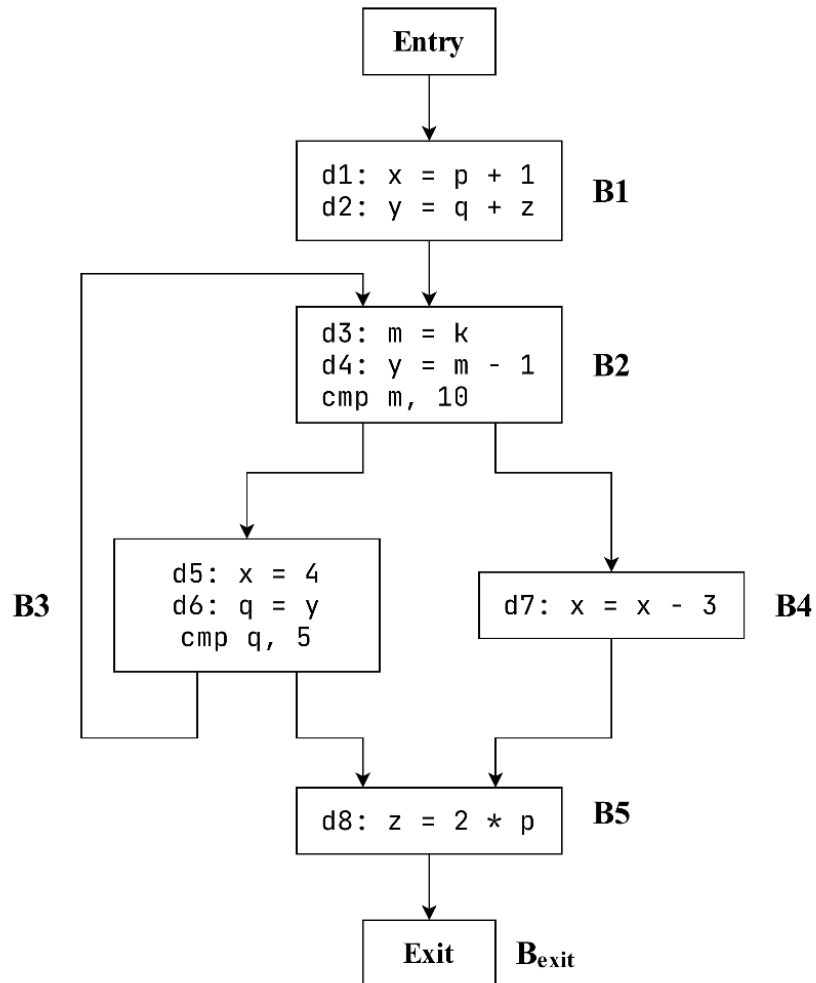 Entry
d1: x = p + 1
d2: y = q + z
B1
d3: m = k
d4: y = m - 1
cmp m, 10
B2
B3
d5: x = 4
d6: q = y
cmp q, 5
d7: x = x - 3
B4
d8: z = 2 * p
B5
Exit
Bexit